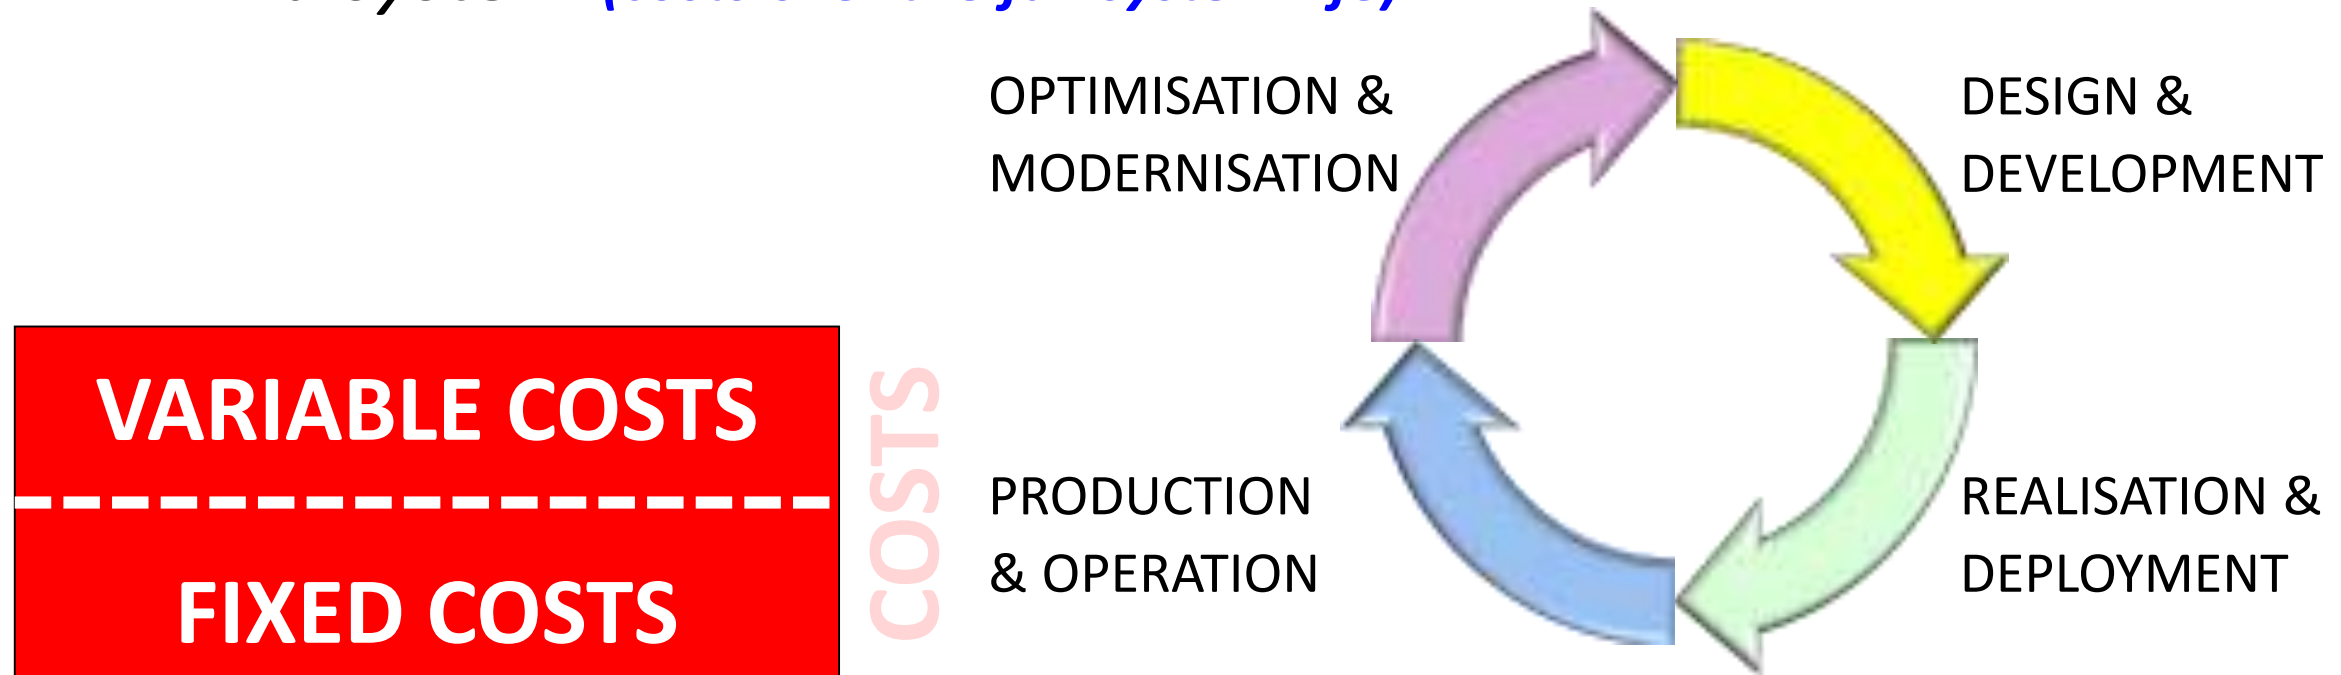 OPTIMISATION &
MODERNISATION
DESIGN &
DEVELOPMENT
VARIABLE COSTS
FIXED COSTS
COSTS
PRODUCTION
& OPERATION
REALISATION &
DEPLOYMENT